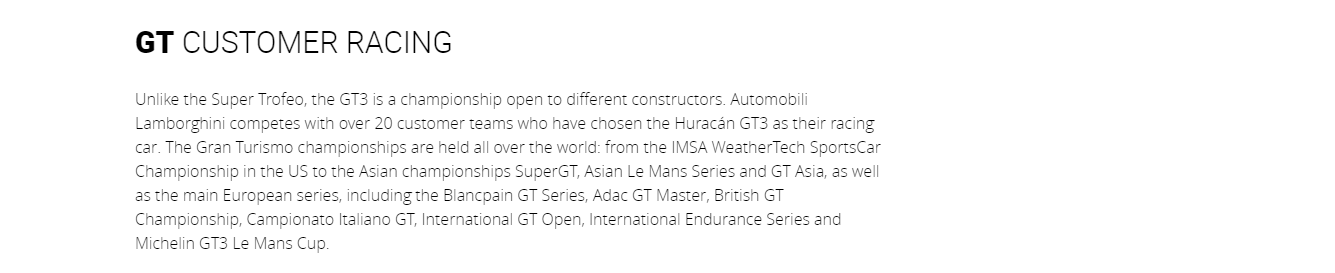 GT CUSTOMER RACING
Unlike the Super Trofeo, the GT3 is a championship open to different constructors. Automobili
Lamborghini competes with over 20 customer teams who have chosen the Huracán GT3 as their racing
car. The Gran Turismo championships are held all over the world: from the IMSA WeatherTech SportsCar
Championship in the US to the Asian championships SuperGT, Asian Le Mans Series and GT Asia, as well
as the main European series, including the Blancpain GT Series, Adac GT Master, British GT
Championship, Campionato Italiano GT, International GT Open, International Endurance Series and
Michelin GT3 Le Mans Cup.